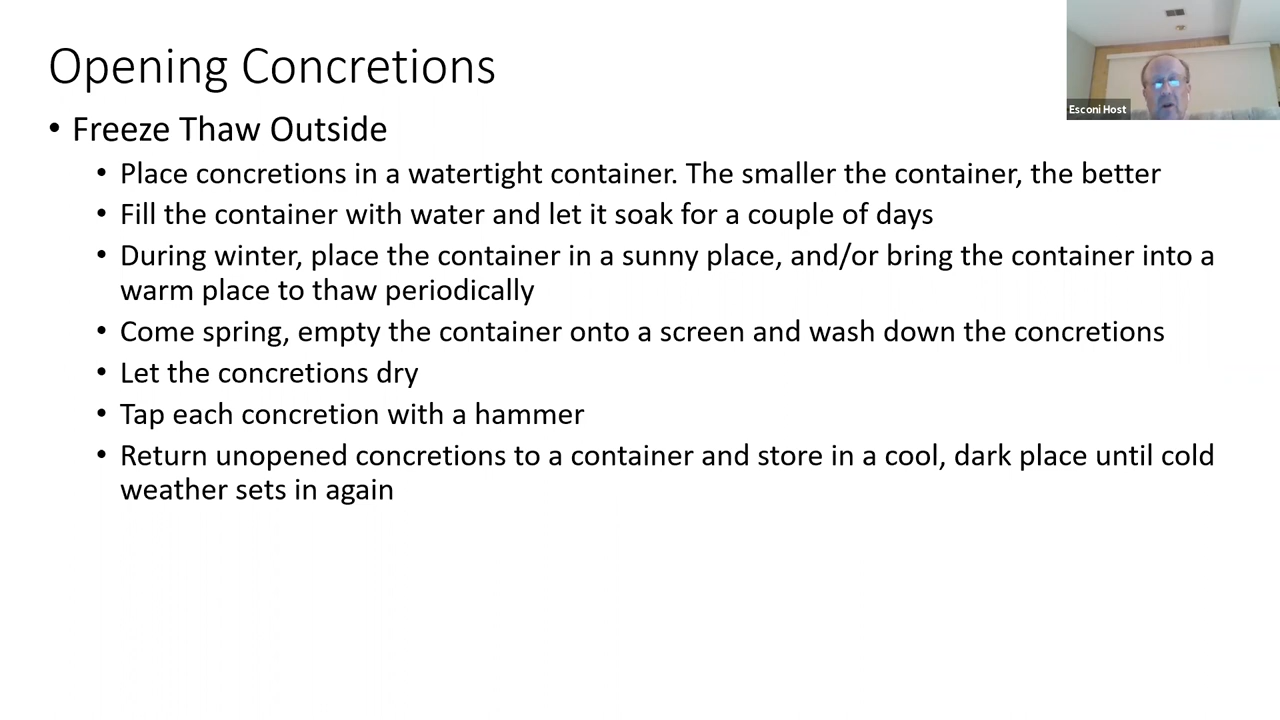 Opening Concretions
Esconi Host
• Freeze Thaw Outside
• Place concretions in a watertight container. The smaller the container, the better
• Fill the container with water and let it soak for a couple of days
• During winter, place the container in a sunny place, and/or bring the container into a
warm place to thaw periodically
• Come spring, empty the container onto a screen and wash down the concretions
• Let the concretions dry
• Tap each concretion with a hammer
• Return unopened concretions to a container and store in a cool, dark place until cold
weather sets in again